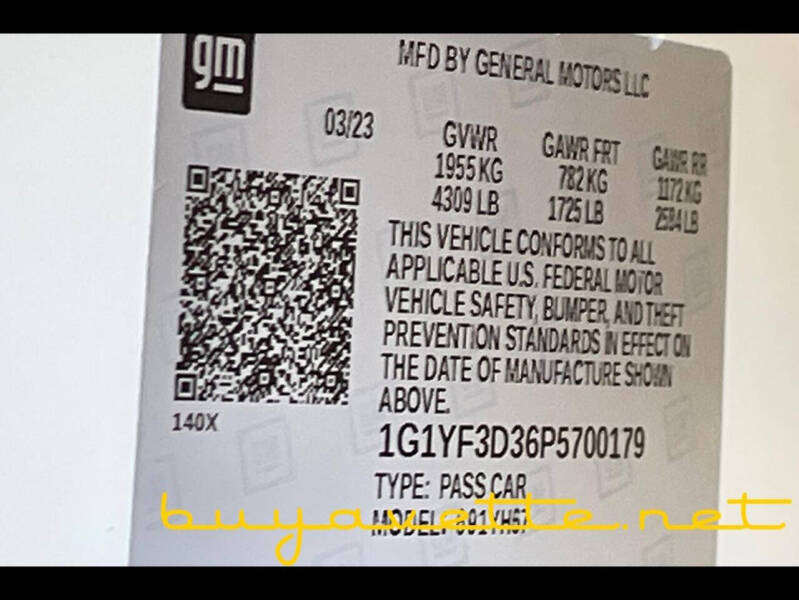 gm
MFD BY GENERAL MOTORS LLC
03/23
GVWR GAWR FRT GAWR RR
1955 KG 782 KG 1172 KG
4309 LB 1725 LB 2584 LB
THIS VEHICLE CONFORMS TO ALL
APPLICABLE U.S. FEDERAL MOTOR
VEHICLE SAFETY, BUMPER, AND THEFT
PREVENTION STANDARDS IN EFFECT ON
THE DATE OF MANUFACTURE SHOWN
ABOVE.
140X
1G1YF3D36P5700179
TYPE: PASS CAR
MODEL:
buyavette.net